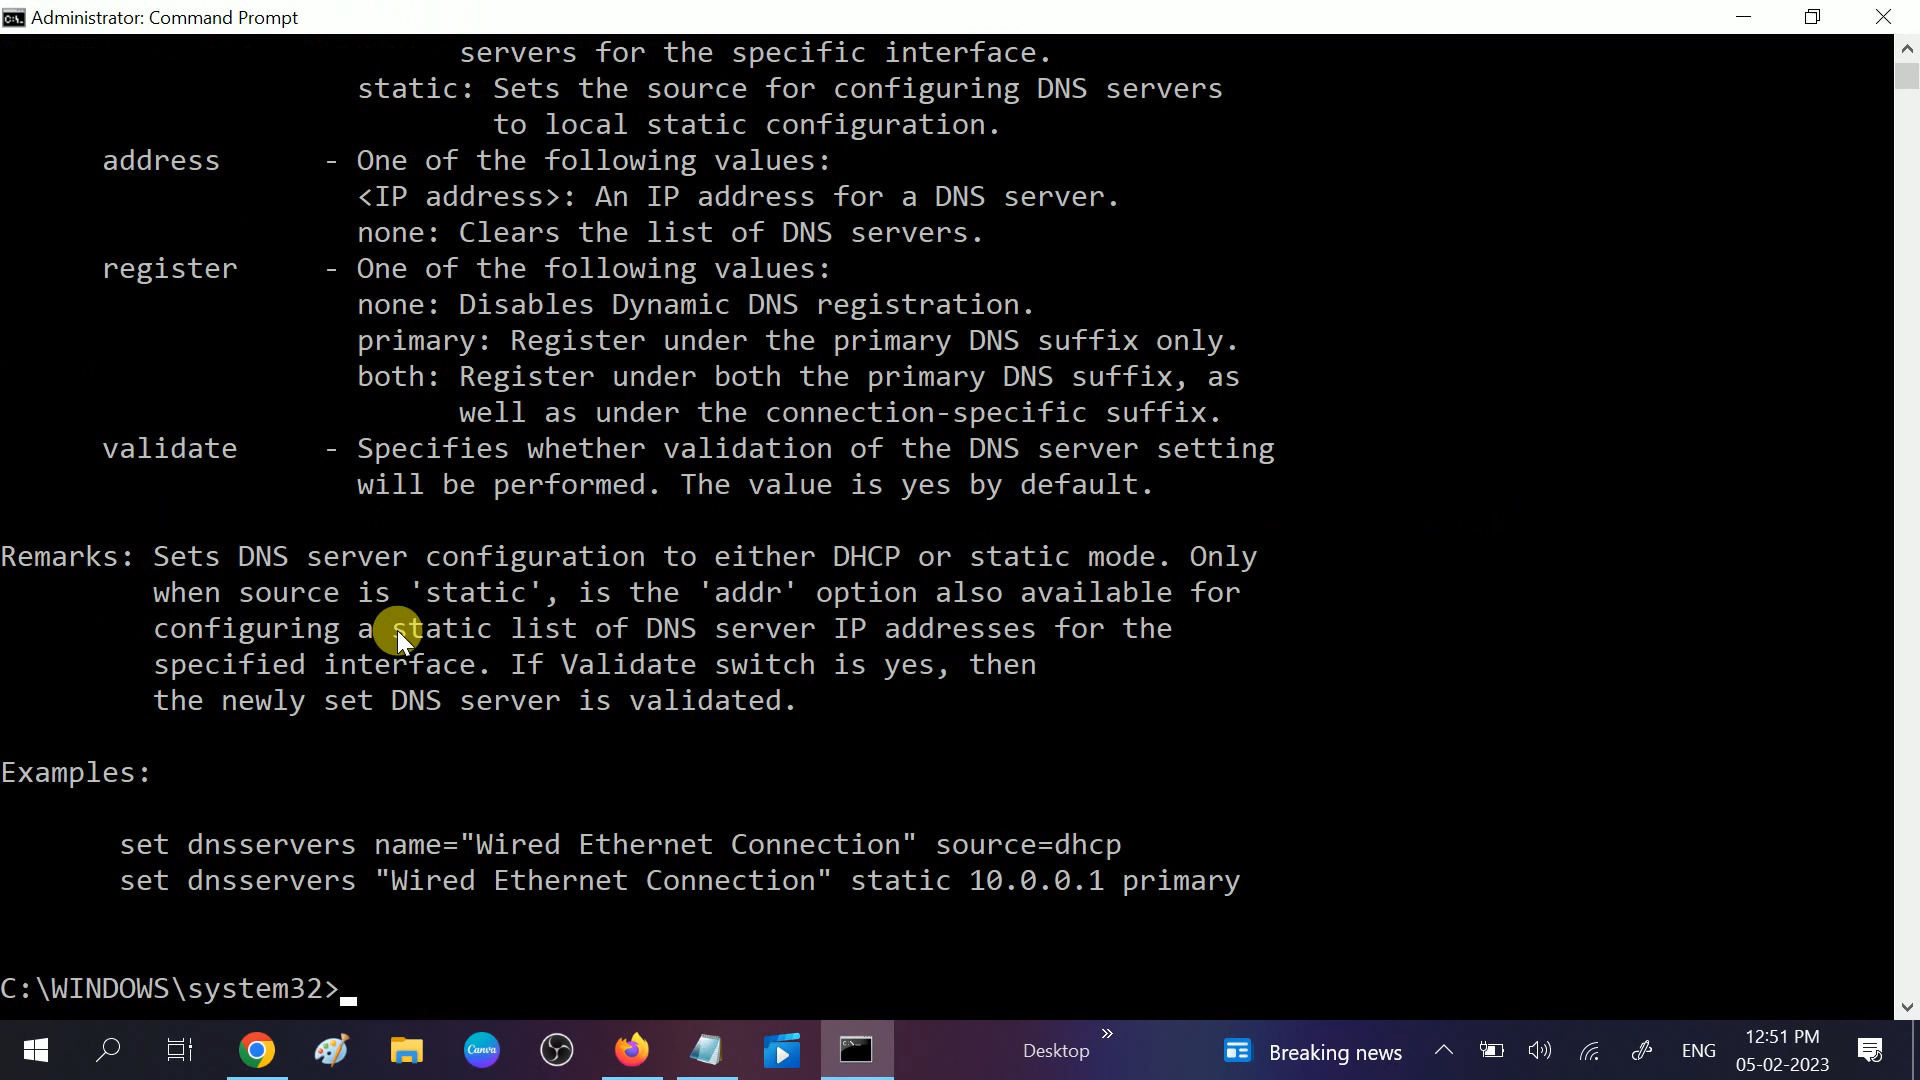 Administrator: Command Prompt
servers for the specific interface.
static: Sets the source for configuring DNS servers
to local static configuration.
address - One of the following values:
<IP address>: An IP address for a DNS server.
none: Clears the list of DNS servers.
register - One of the following values:
none: Disables Dynamic DNS registration.
primary: Register under the primary DNS suffix only.
both: Register under both the primary DNS suffix, as
well as under the connection-specific suffix.
validate - Specifies whether validation of the DNS server setting
will be performed. The value is yes by default.
Remarks: Sets DNS server configuration to either DHCP or static mode. Only
when source is 'static', is the 'addr' option also available for
configuring a static list of DNS server IP addresses for the
specified interface. If Validate switch is yes, then
the newly set DNS server is validated.
Examples:
set dnsservers name="Wired Ethernet Connection" source=dhcp
set dnsservers "Wired Ethernet Connection" static 10.0.0.1 primary
C:\WINDOWS\system32>
Canva
Desktop
»
Breaking news
ENG
12:51 PM
05-02-2023